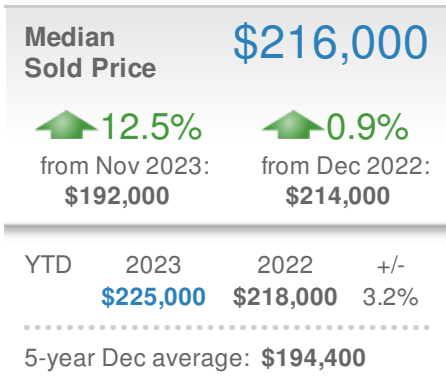 Median
Sold Price
$216,000
12.5%
from Nov 2023:
$192,000
0.9%
from Dec 2022:
$214,000
YTD 2023 2022 +/-
$225,000 $218,000 3.2%
5-year Dec average: $194,400